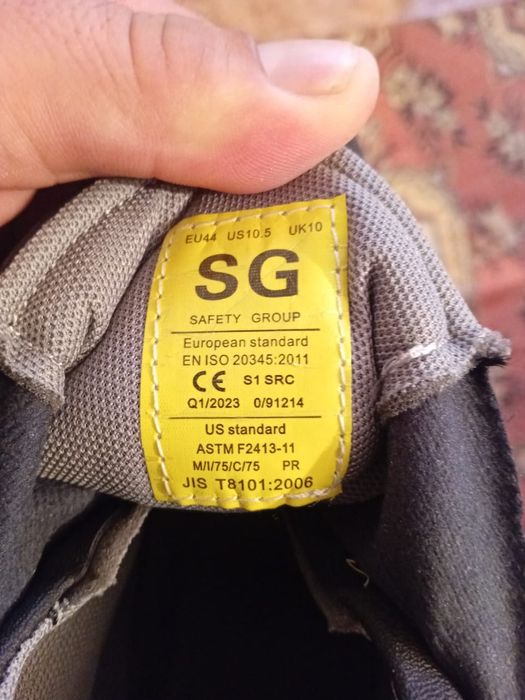 EU44 US10.5 UK10
SG
SAFETY GROUP
European standard
EN ISO 20345:2011
CE S1 SRC
Q1/2023 0/91214
US standard
ASTM F2413-11
M/I/75/C/75 PR
JIS T8101:2006